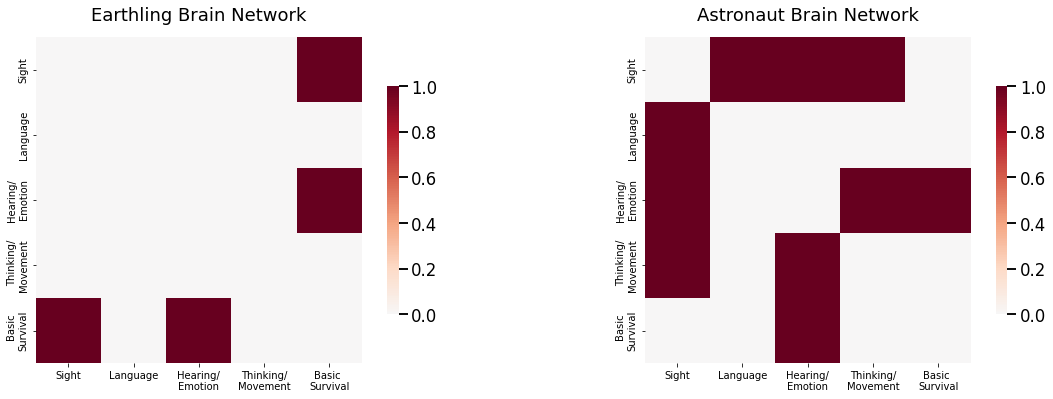 Earthling Brain Network
Sight
Language
Hearing/
Emotion
Thinking/
Movement
Basic
Survival
Sight
Language
Hearing/
Emotion
Thinking/
Movement
Basic
Survival
1.0
0.8
0.6
0.4
0.2
0.0
Astronaut Brain Network
Sight
Language
Hearing/
Emotion
Thinking/
Movement
Basic
Survival
Sight
Language
Hearing/
Emotion
Thinking/
Movement
Basic
Survival
1.0
0.8
0.6
0.4
0.2
0.0